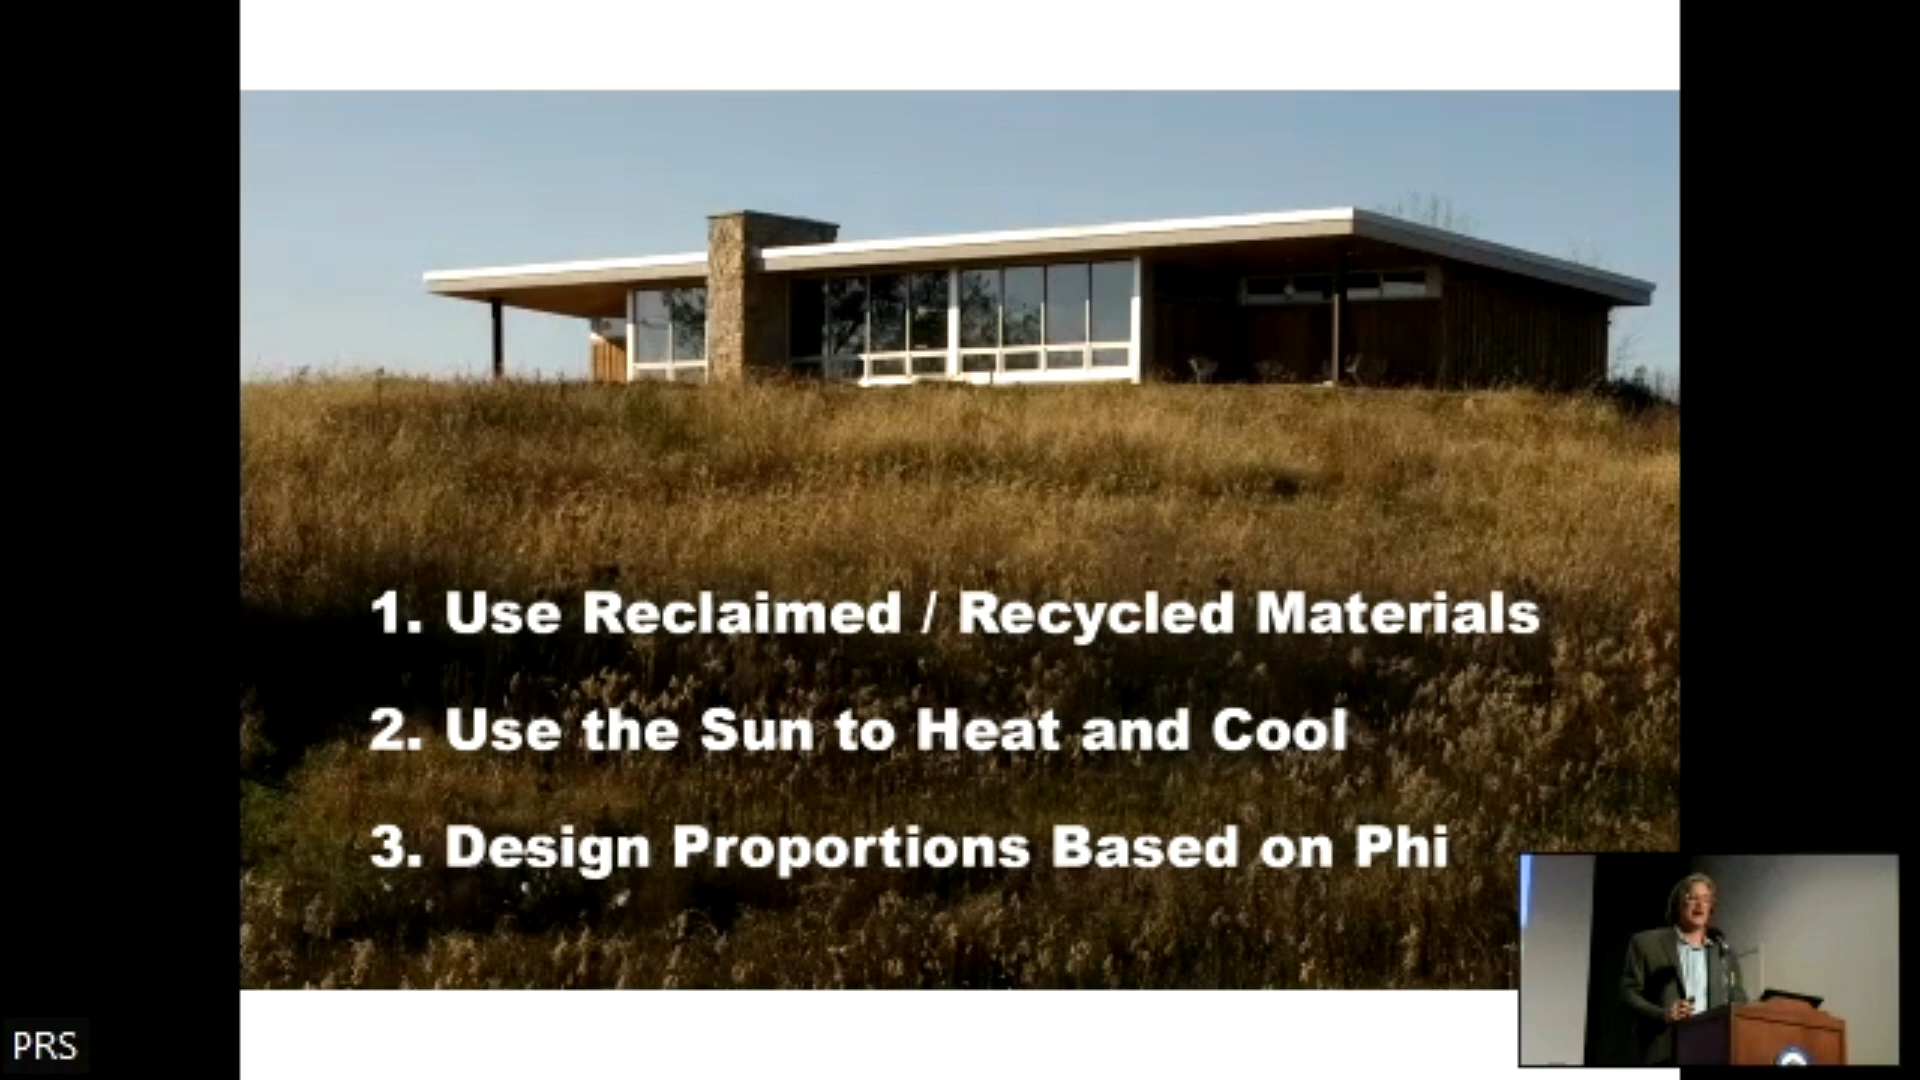 1. Use Reclaimed / Recycled Materials
2. Use the Sun to Heat and Cool
3. Design Proportions Based on Phi
PRS